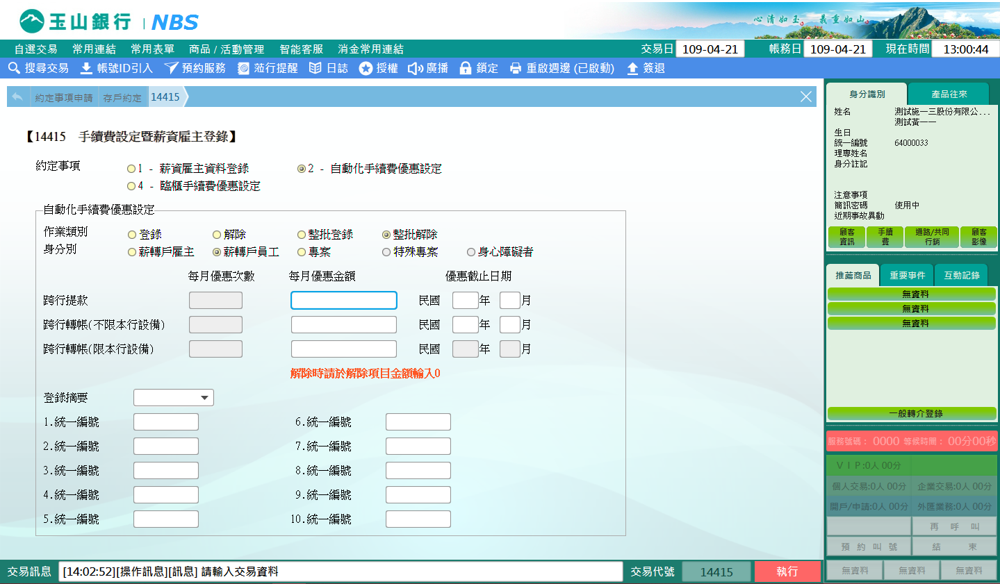 玉山銀行 | NBS
心清如玉。義重如山。
自選交易 常用連結 常用表單 商品 / 活動管理 智能客服 消金常用連結 交易日 109-04-21 帳務日 109-04-21 現在時間 13:00:44
搜尋交易 帳號ID引入 預約服務 蒞行提醒 日誌 授權 廣播 鎖定 重啟週邊 (已啟動) 簽退
約定事項申請 存戶約定 14415
【14415 手續費設定暨薪資雇主登錄】
約定事項
1 - 薪資雇主資料登錄 2 - 自動化手續費優惠設定
4 - 臨櫃手續費優惠設定
自動化手續費優惠設定
作業類別 登錄 解除 整批登錄 整批解除
身分別 薪轉戶雇主 薪轉戶員工 專案 特殊專案 身心障礙者
每月優惠次數 每月優惠金額 優惠截止日期
跨行提款 民國 年 月
跨行轉帳(不限本行設備) 民國 年 月
跨行轉帳(限本行設備) 民國 年 月
解除時請於解除項目金額輸入0
登錄摘要
1.統一編號 6.統一編號
2.統一編號 7.統一編號
3.統一編號 8.統一編號
4.統一編號 9.統一編號
5.統一編號 10.統一編號
交易訊息 [14:02:52][操作訊息][訊息] 請輸入交易資料 交易代號 14415 執行
身分識別 產品往來
姓名 測試施一三股份有限公...
測試黃一一
生日
統一編號 64000033
理專姓名
身分註記
注意事項
簡訊密碼 使用中
近期事故異動
顧客資訊 手續費 通路/共同行銷 顧客影像
推薦商品 重要事件 互動記錄
無資料
無資料
無資料
一般轉介登錄
服務號碼： 0000 等候時間： 00分00秒
V I P:0人 00分
個人交易:0人 00分 企業交易:0人 00分
開戶/申請:0人 00分 外匯業務:0人 00分
再 呼 叫
預 約 叫 號 結 束
無資料 無資料 無資料